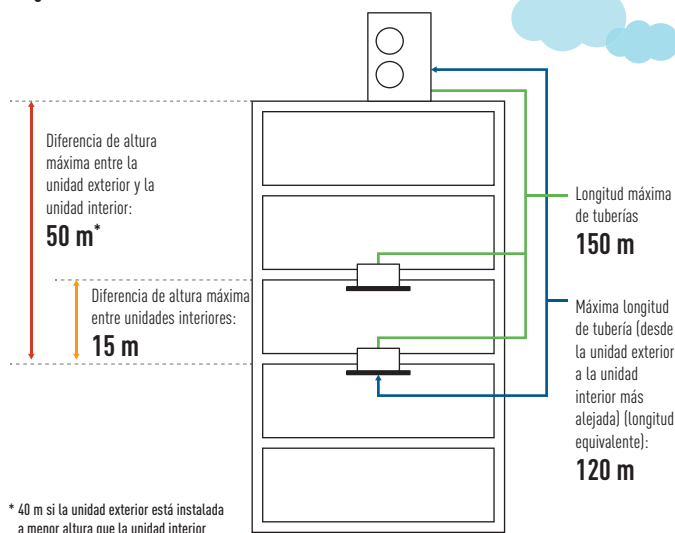 Diferencia de altura
máxima entre la
unidad exterior y la
unidad interior:
50 m*
Diferencia de altura máxima
entre unidades interiores:
15 m
Longitud máxima
de tuberías
150 m
Máxima longitud
de tubería (desde
la unidad exterior
a la unidad
interior más
alejada) (longitud
equivalente):
120 m
* 40 m si la unidad exterior está instalada
a menor altura que la unidad interior